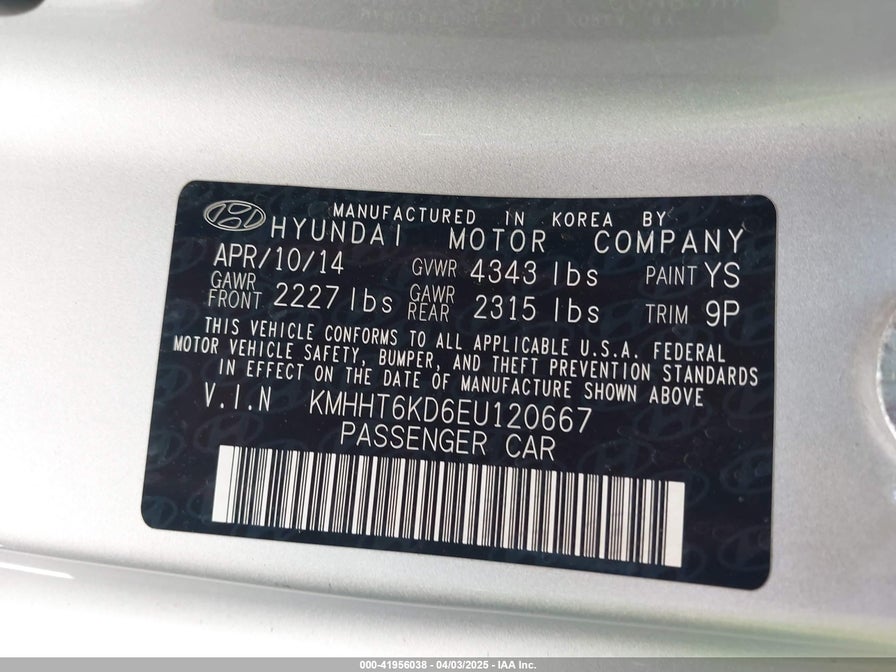 MANUFACTURED IN KOREA BY
HYUNDAI MOTOR COMPANY
APR/10/14 GVWR 4343 lbs PAINT YS
GAWR FRONT 2227 lbs GAWR REAR 2315 lbs TRIM 9P
THIS VEHICLE CONFORMS TO ALL APPLICABLE U.S.A. FEDERAL
MOTOR VEHICLE SAFETY, BUMPER, AND THEFT PREVENTION STANDARDS
IN EFFECT ON THE DATE OF MANUFACTURE SHOWN ABOVE
V.I.N KMHHT6KD6EU120667
PASSENGER CAR
000-41956038 - 04/03/2025 - IAA Inc.